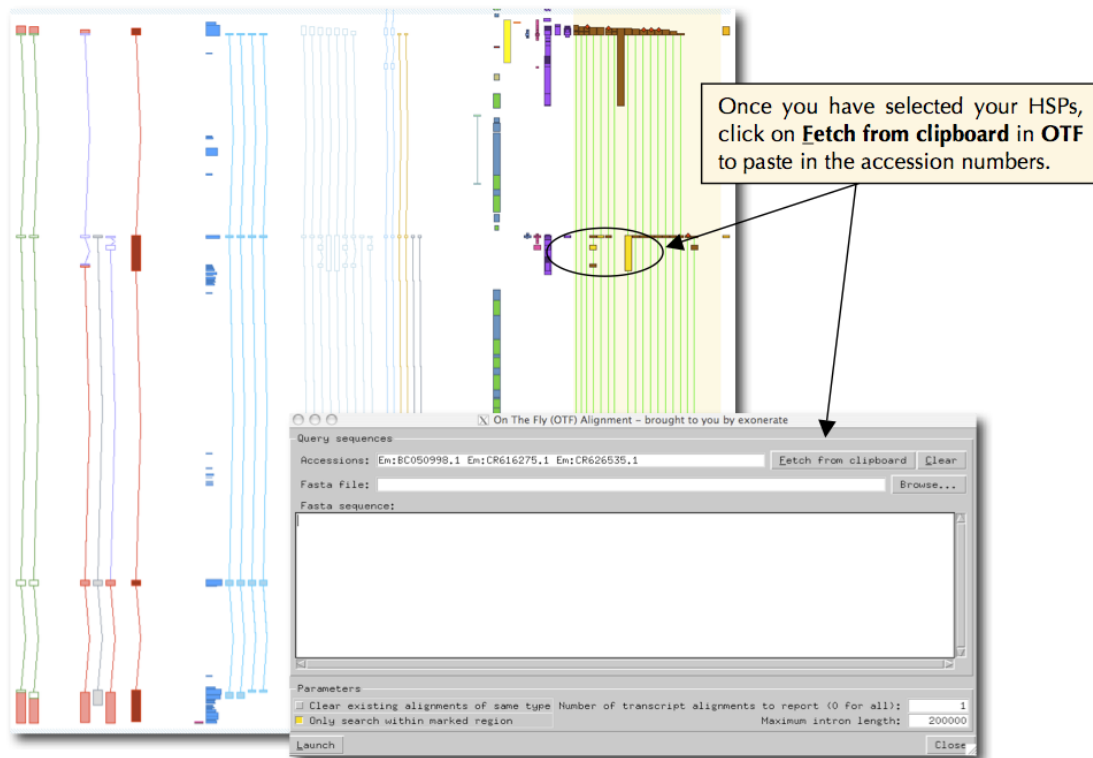 Once you have selected your HSPs,
click on Fetch from clipboard in OTF
to paste in the accession numbers.
On The Fly (OTF) Alignment - brought to you by exonerate
Query sequences
Accessions: Em:BC050998.1 Em:CR616275.1 Em:CR626535.1 Fetch from clipboard Clear
Fasta file: Browse...
Fasta sequence:
Parameters
Clear existing alignments of same type Number of transcript alignments to report (0 for all): 1
Only search within marked region Maximum intron length: 200000
Launch Close